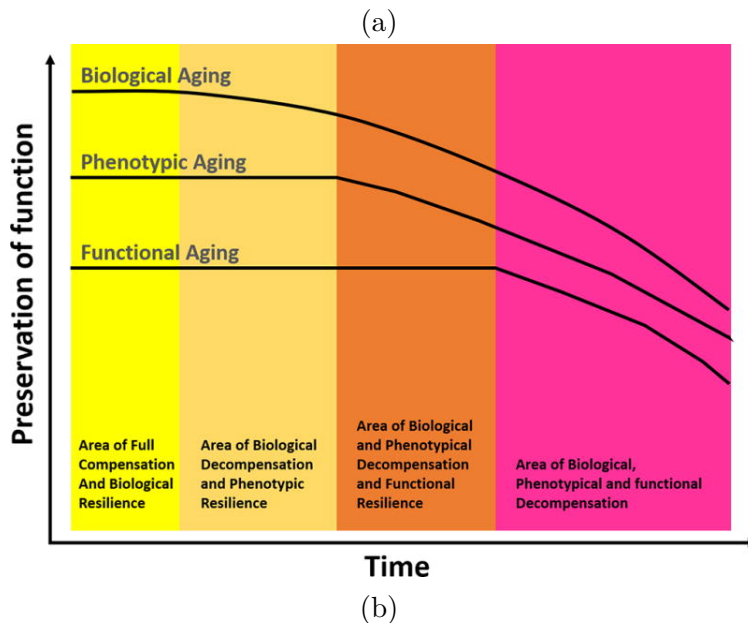 (a)
Biological Aging
Phenotypic Aging
Functional Aging
Preservation of function
Area of Full
Compensation
And Biological
Resilience
Area of Biological
Decompensation
and Phenotypic
Resilience
Area of Biological
and Phenotypical
Decompensation
and Functional
Resilience
Area of Biological,
Phenotypical and functional
Decompensation
Time
(b)